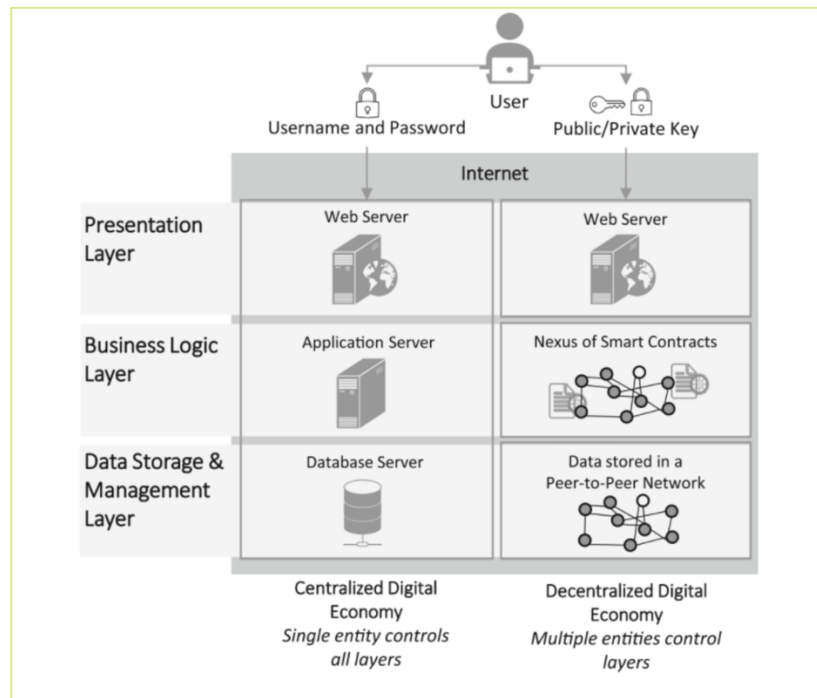 User
Username and Password
Public/Private Key
Internet
Presentation
Layer
Web Server
Web Server
Business Logic
Layer
Application Server
Nexus of Smart Contracts
Data Storage &
Management
Layer
Database Server
Data stored in a
Peer-to-Peer Network
Centralized Digital
Economy
Single entity controls
all layers
Decentralized Digital
Economy
Multiple entities control
layers